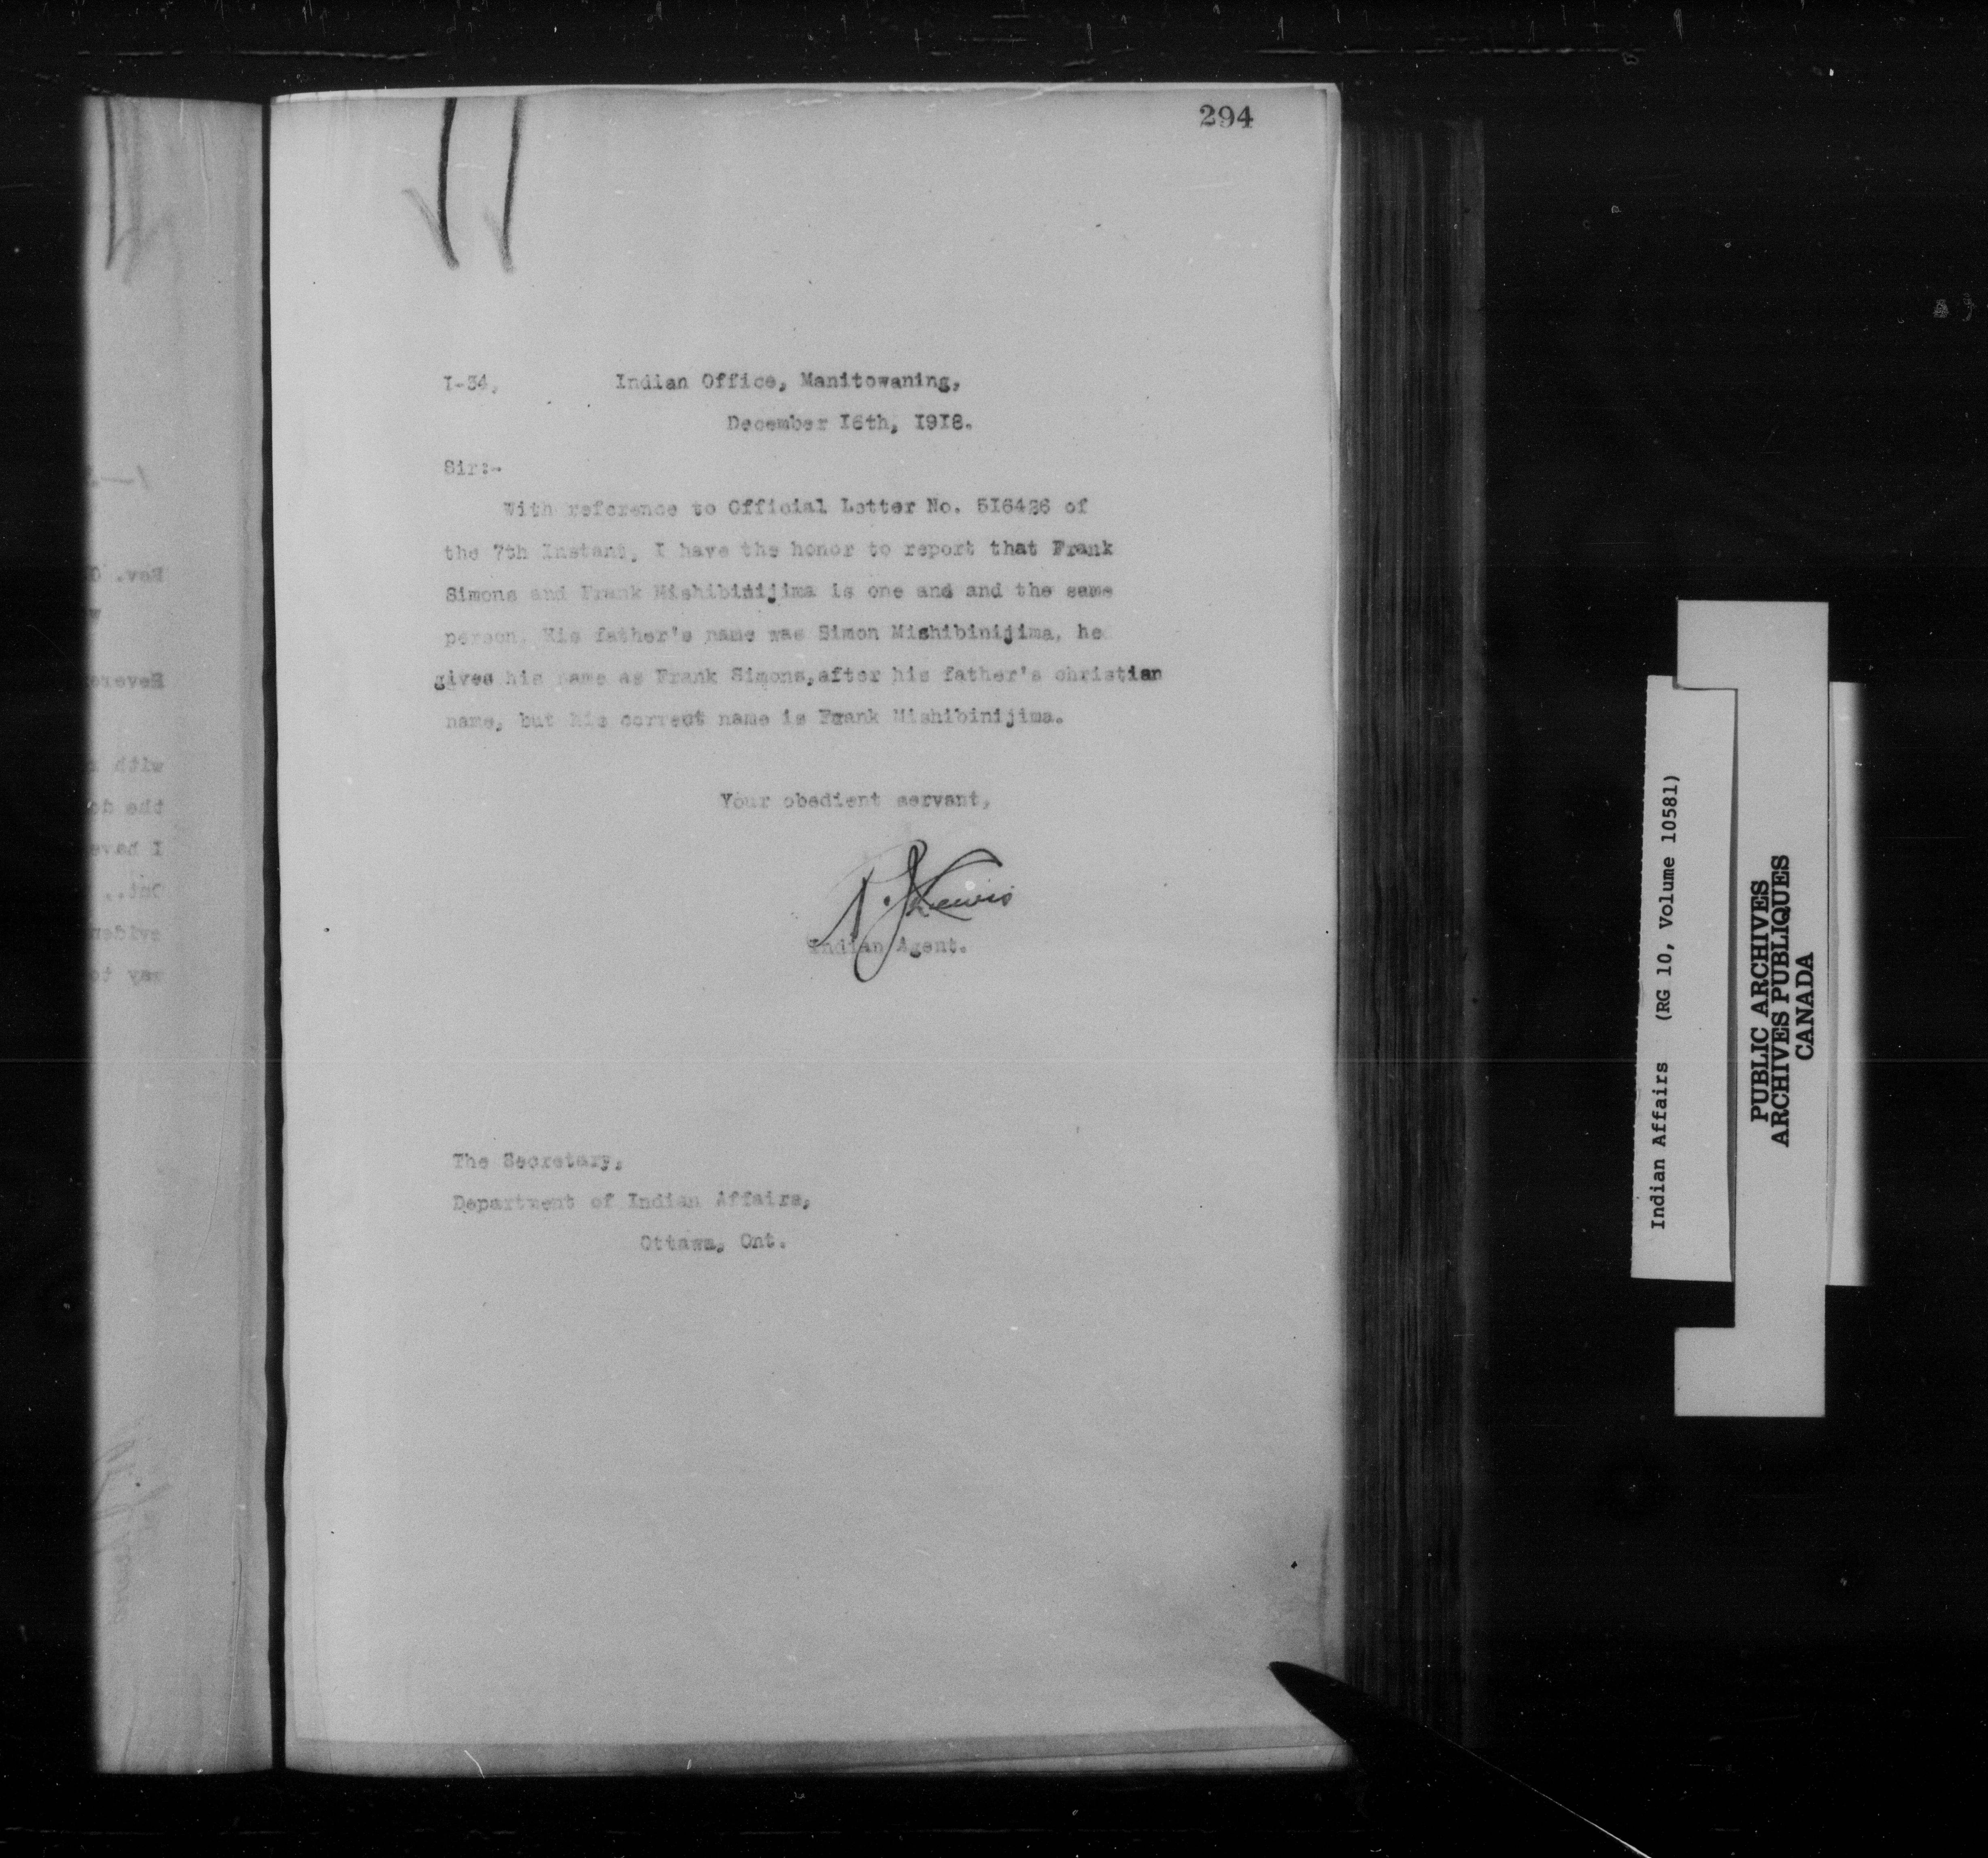 294
I-34,
Indian Office, Manitowaning,
December 16th, 1918.
Sir:-
With reference to Official Letter No. 516426 of
the 7th Instant, I have the honor to report that Frank
Simons and Frank Mishibinijima is one and and the same
person. His father's name was Simon Mishibinijima, he
gives his name as Frank Simons, after his father's christian
name, but his correct name is Frank Mishibinijima.
Your obedient servant,
Lewis
Indian Agent.
The Secretary,
Department of Indian Affairs,
Ottawa, Ont.
Indian Affairs (RG 10, Volume 10581)
PUBLIC ARCHIVES
ARCHIVES PUBLIQUES
CANADA